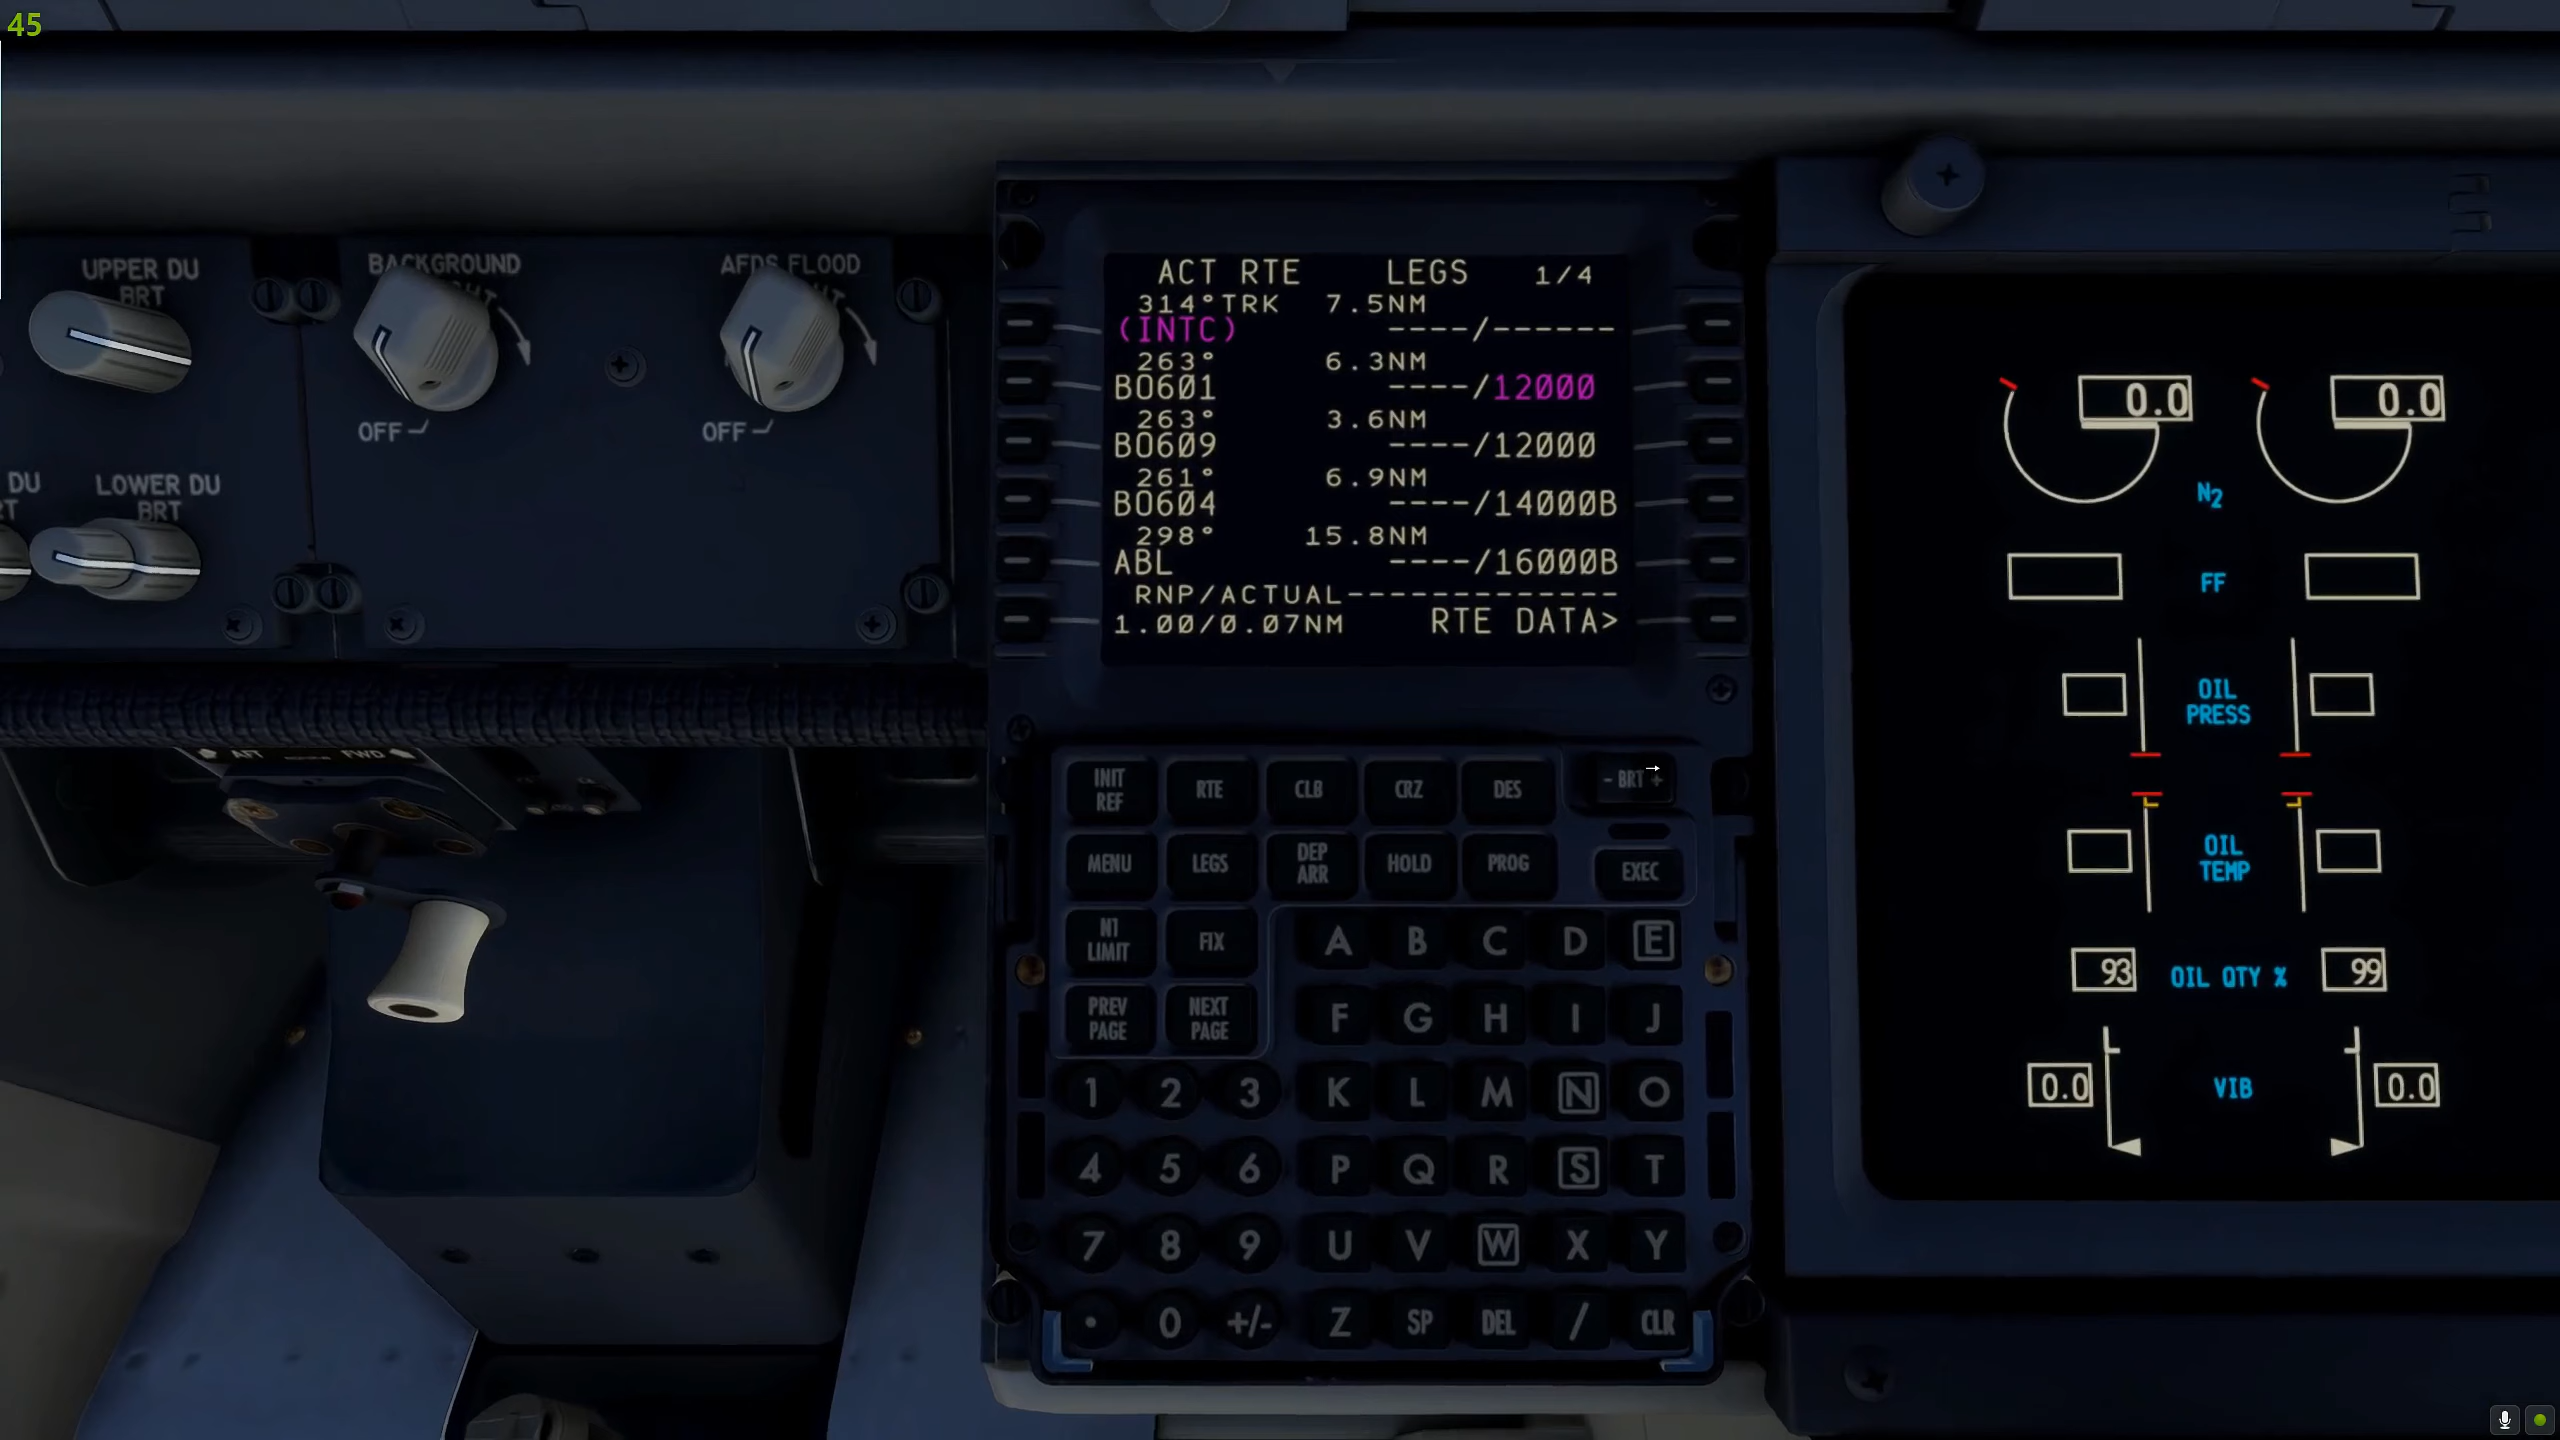 45
UPPER DU
BRT
BACKGROUND
AFDS FLOOD
OFF
OFF
DU
LOWER DU
BRT
AFT
FWD
ACT RTE LEGS 1/4
314°TRK 7.5NM
(INTC) ----/------
263° 6.3NM
BO601 ----/12000
263° 3.6NM
BO609 ----/12000
261° 6.9NM
BO604 ----/14000B
298° 15.8NM
ABL ----/16000B
RNP/ACTUAL-------------
1.00/0.07NM RTE DATA>
INIT
REF
RTE
CLB
CRZ
DES
- BRT +
MENU
LEGS
DEP
ARR
HOLD
PROG
EXEC
N1
LIMIT
FIX
PREV
PAGE
NEXT
PAGE
A B C D E
F G H I J
1 2 3 K L M N O
4 5 6 P Q R S T
7 8 9 U V W X Y
. 0 +/- Z SP DEL / CLR
0.0 0.0
N2
FF
OIL
PRESS
OIL
TEMP
93 OIL QTY % 99
0.0 VIB 0.0